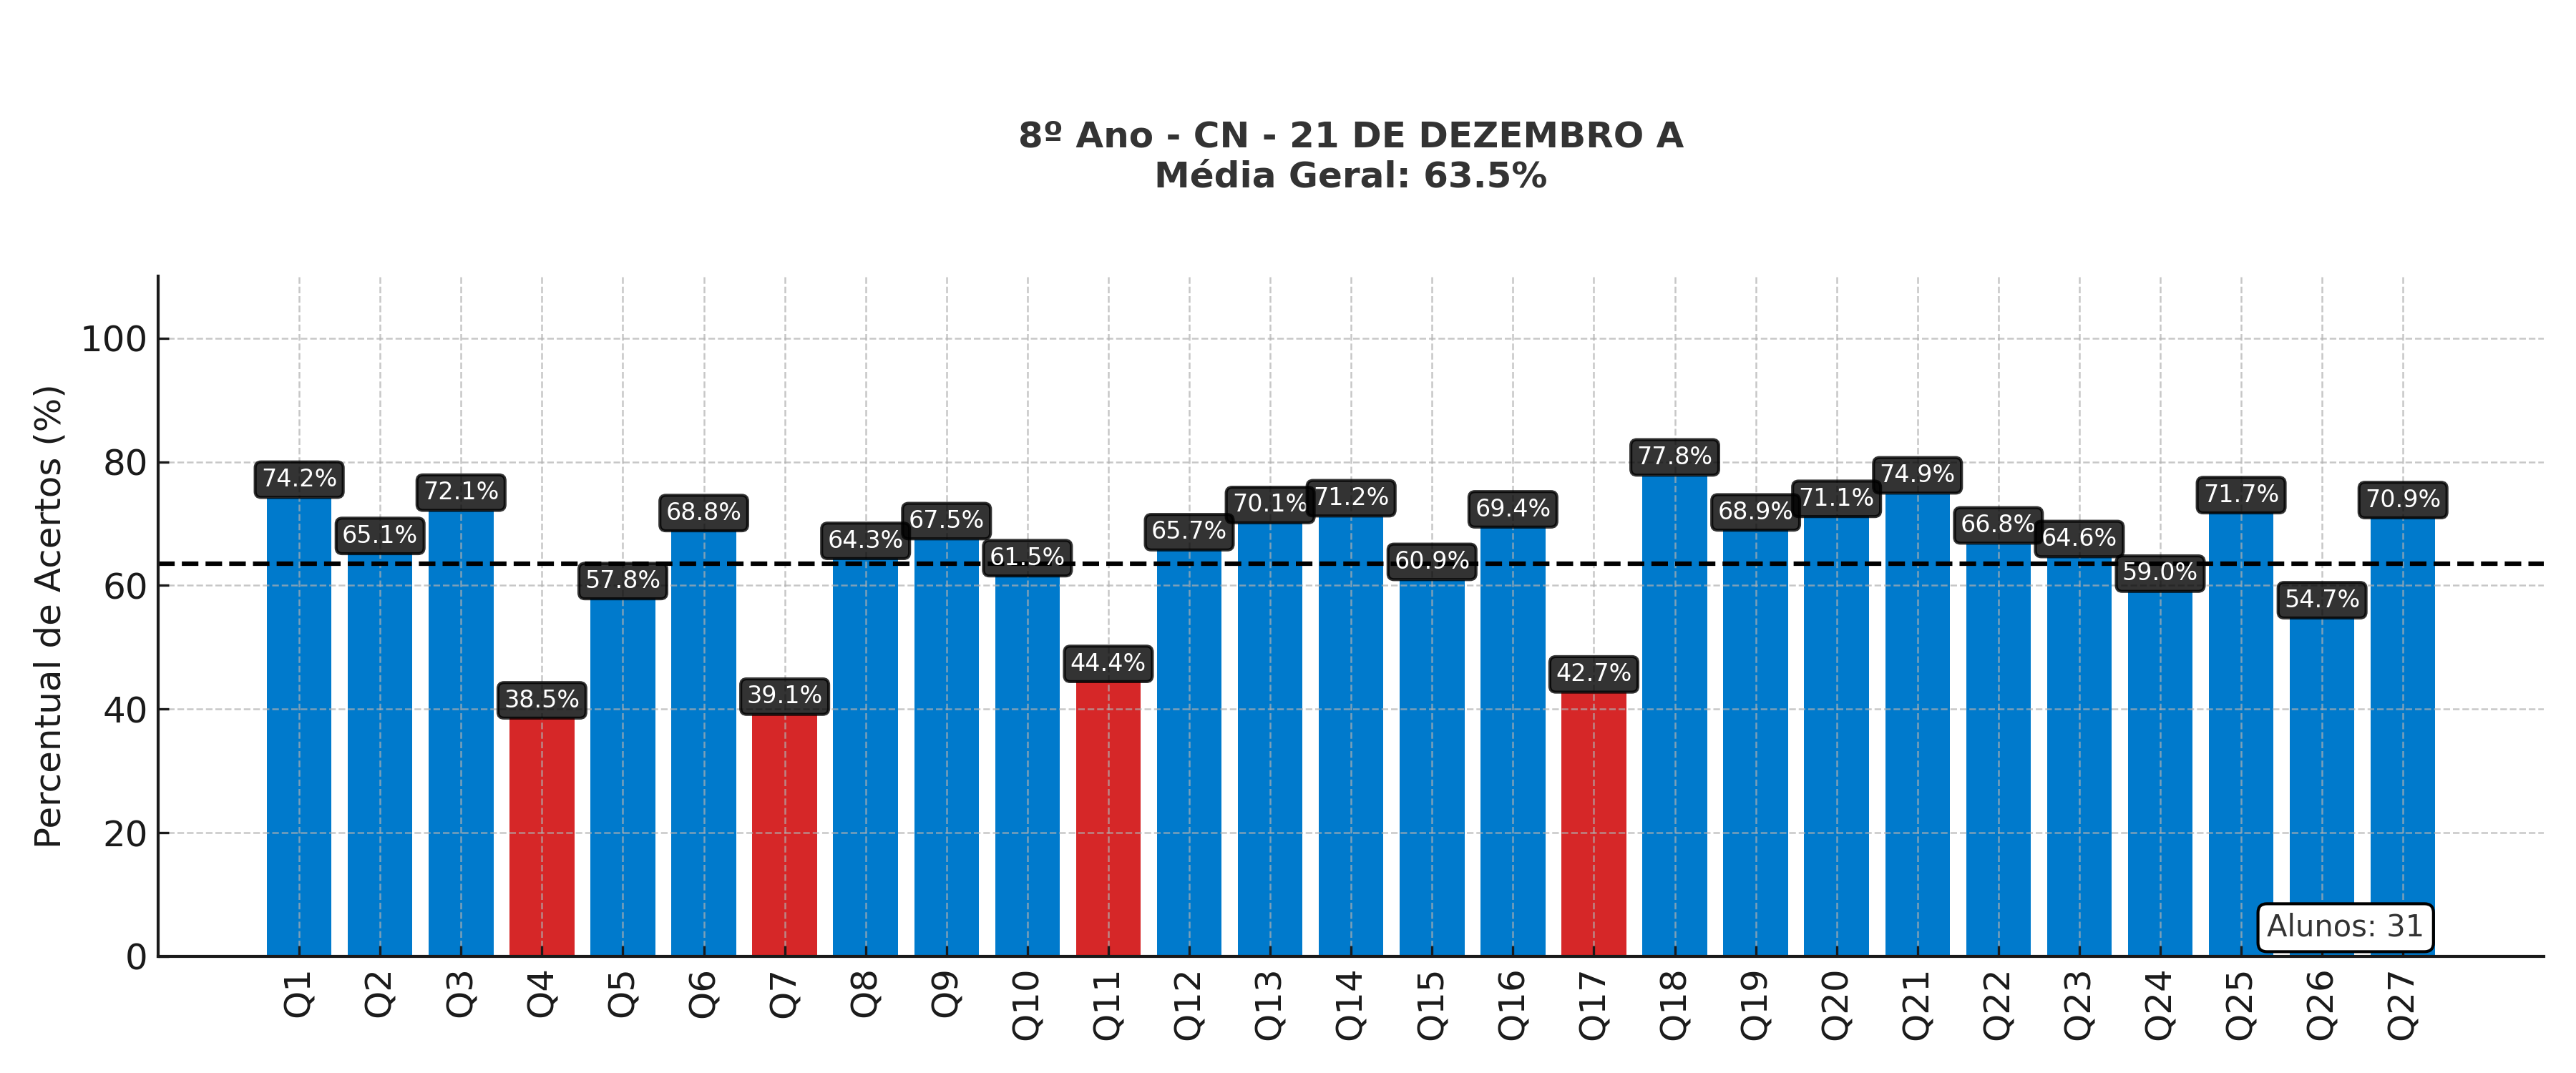 8º Ano - CN - 21 DE DEZEMBRO A
Média Geral: 63.5%
Percentual de Acertos (%)
100
80
60
40
20
0
74.2%
65.1%
72.1%
38.5%
57.8%
68.8%
39.1%
64.3%
67.5%
61.5%
44.4%
65.7%
70.1%
71.2%
60.9%
69.4%
42.7%
77.8%
68.9%
71.1%
74.9%
66.8%
64.6%
59.0%
71.7%
54.7%
70.9%
Alunos: 31
Q1
Q2
Q3
Q4
Q5
Q6
Q7
Q8
Q9
Q10
Q11
Q12
Q13
Q14
Q15
Q16
Q17
Q18
Q19
Q20
Q21
Q22
Q23
Q24
Q25
Q26
Q27